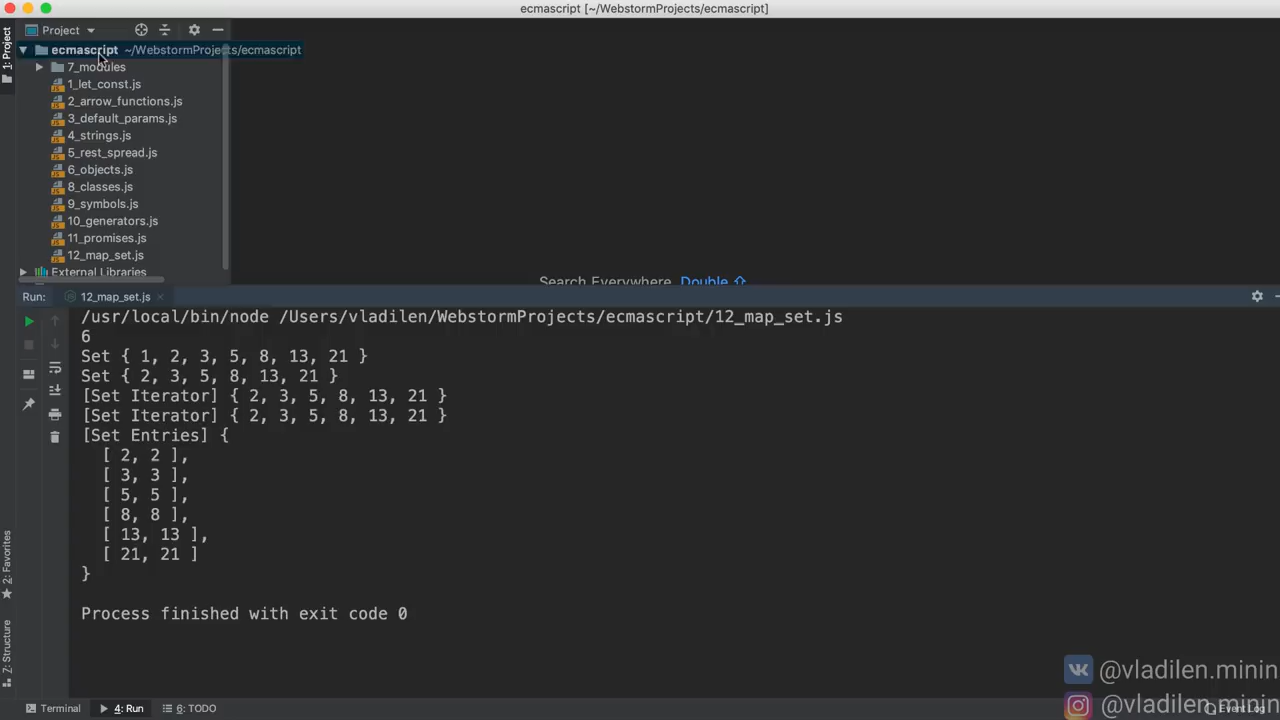 ecmascript [~/WebstormProjects/ecmascript]
Project
1: Project
ecmascript ~/WebstormProjects/ecmascript
7_modules
1_let_const.js
2_arrow_functions.js
3_default_params.js
4_strings.js
5_rest_spread.js
6_objects.js
8_classes.js
9_symbols.js
10_generators.js
11_promises.js
12_map_set.js
External Libraries
Search Everywhere Double ⇧
Run: 12_map_set.js
/usr/local/bin/node /Users/vladilen/WebstormProjects/ecmascript/12_map_set.js
6
Set { 1, 2, 3, 5, 8, 13, 21 }
Set { 2, 3, 5, 8, 13, 21 }
[Set Iterator] { 2, 3, 5, 8, 13, 21 }
[Set Iterator] { 2, 3, 5, 8, 13, 21 }
[Set Entries] {
[ 2, 2 ],
[ 3, 3 ],
[ 5, 5 ],
[ 8, 8 ],
[ 13, 13 ],
[ 21, 21 ]
}
Process finished with exit code 0
2: Favorites
7: Structure
@vladilen.minin
@vladilen.minin
Terminal
4: Run
6: TODO
Event Log